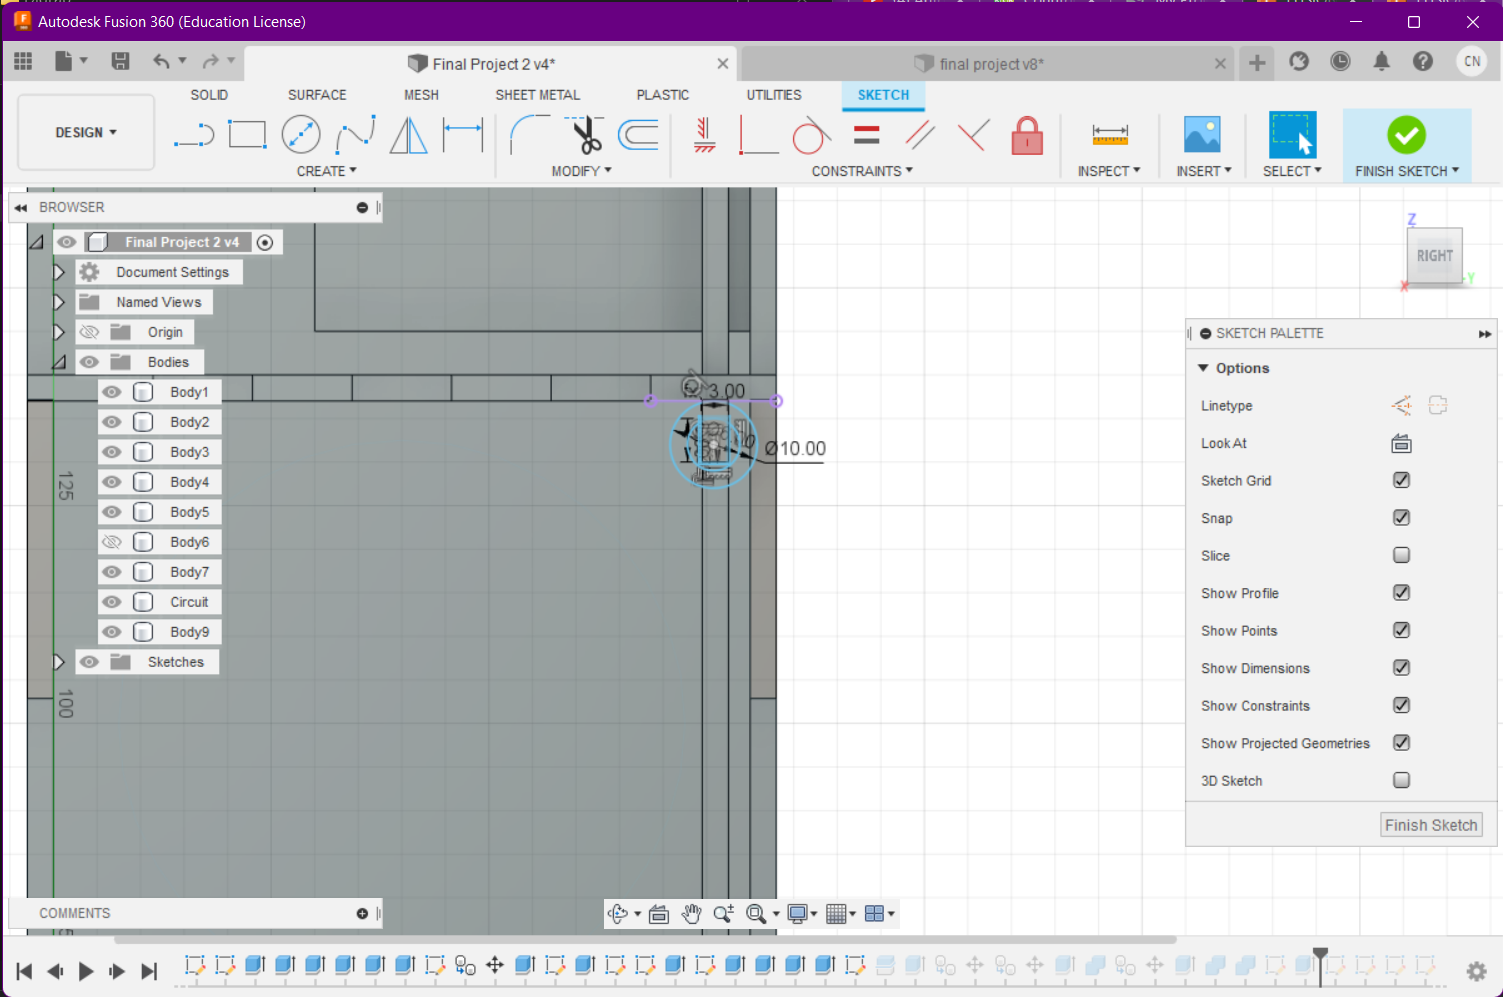 Autodesk Fusion 360 (Education License)
Final Project 2 v4*
final project v8*
CN
SOLID SURFACE MESH SHEET METAL PLASTIC UTILITIES SKETCH
DESIGN
CREATE MODIFY CONSTRAINTS INSPECT INSERT SELECT FINISH SKETCH
BROWSER
Final Project 2 v4
Document Settings
Named Views
Origin
Bodies
Body1
Body2
Body3
Body4
Body5
Body6
Body7
Circuit
Body9
Sketches
125
100
3.00
Ø10.00
Z
RIGHT
Y
X
SKETCH PALETTE
Options
Linetype
Look At
Sketch Grid
Snap
Slice
Show Profile
Show Points
Show Dimensions
Show Constraints
Show Projected Geometries
3D Sketch
Finish Sketch
COMMENTS